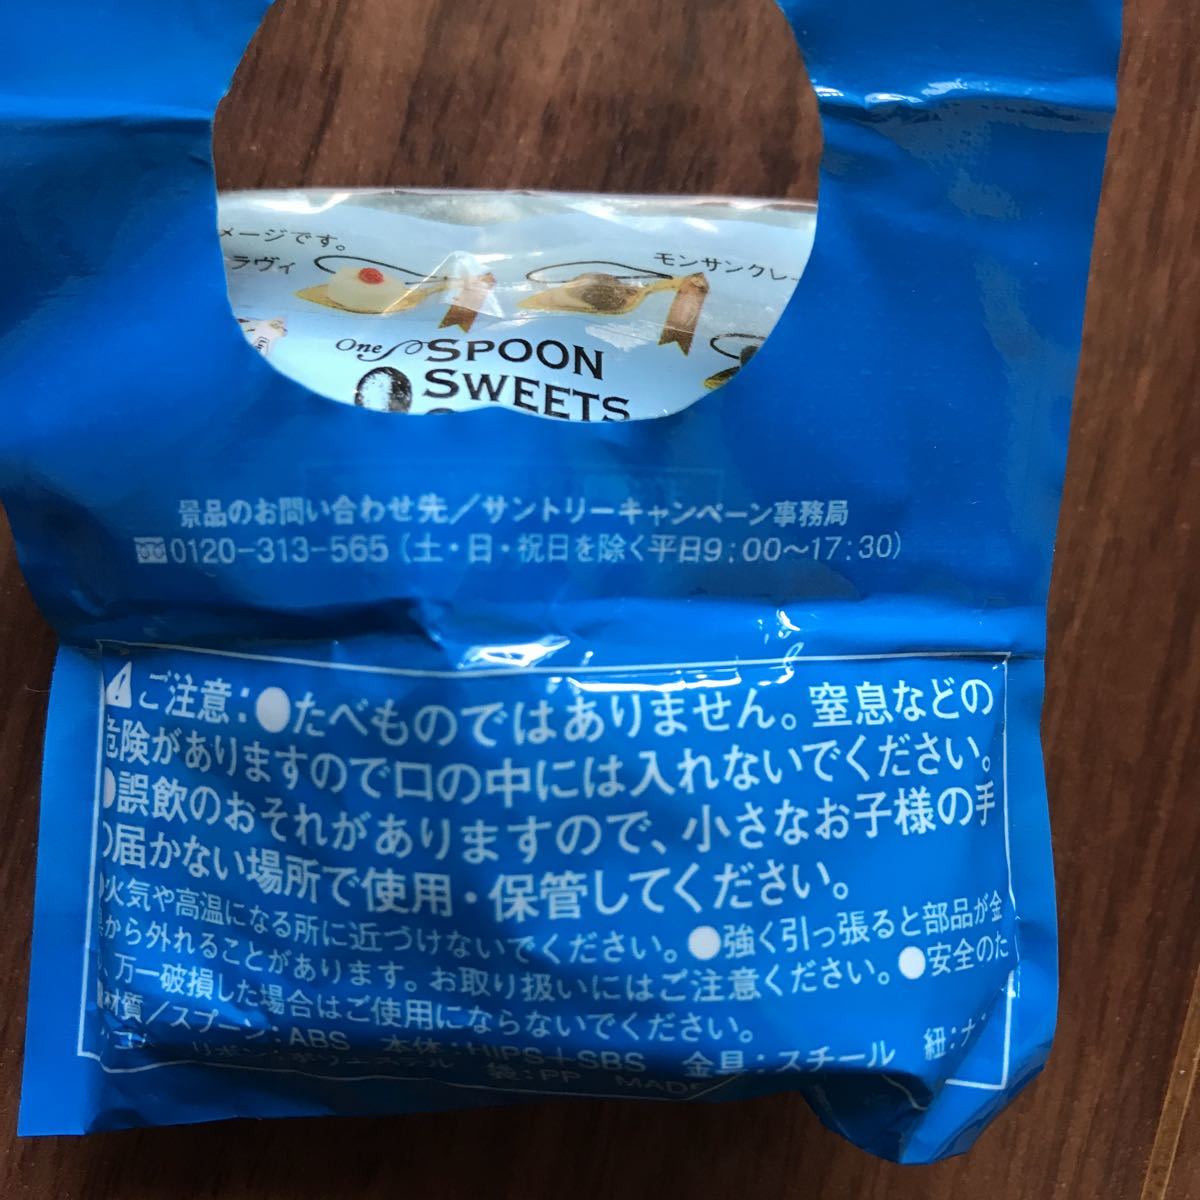 メージです。
ラヴィ
モンサンクレー
One SPOON
SWEETS
景品のお問い合わせ先／サントリーキャンペーン事務局
0120-313-565（土・日・祝日を除く平日9：00～17：30）
ご注意：●たべものではありません。窒息などの
危険がありますので口の中には入れないでください。
●誤飲のおそれがありますので、小さなお子様の手
の届かない場所で使用・保管してください。
●火気や高温になる所に近づけないでください。●強く引っ張ると部品が金
から外れることがあります。お取り扱いにはご注意ください。●安全のた
、万一破損した場合はご使用にならないでください。
材質／スプーン：ABS 本体：HIPS＋SBS 金具：スチール 紐：
リボン：ポリエステル 袋：PP MADE